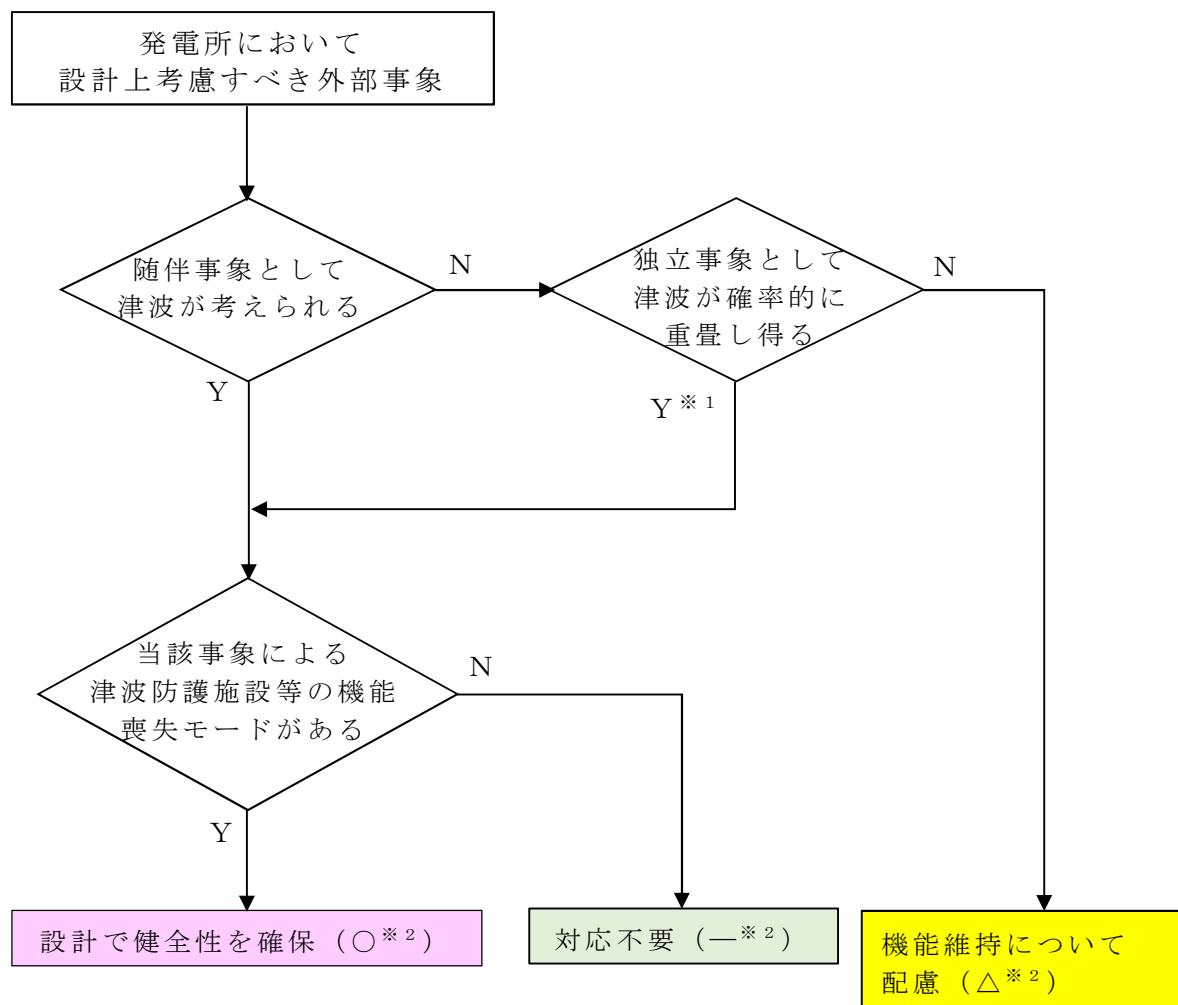 発電所において
設計上考慮すべき外部事象
随伴事象として
津波が考えられる
N
独立事象として
津波が確率的に
重畳し得る
N
Y
Y※1
当該事象による
津波防護施設等の機能
喪失モードがある
N
Y
設計で健全性を確保（○※2）
対応不要（―※2）
機能維持について
配慮（△※2）